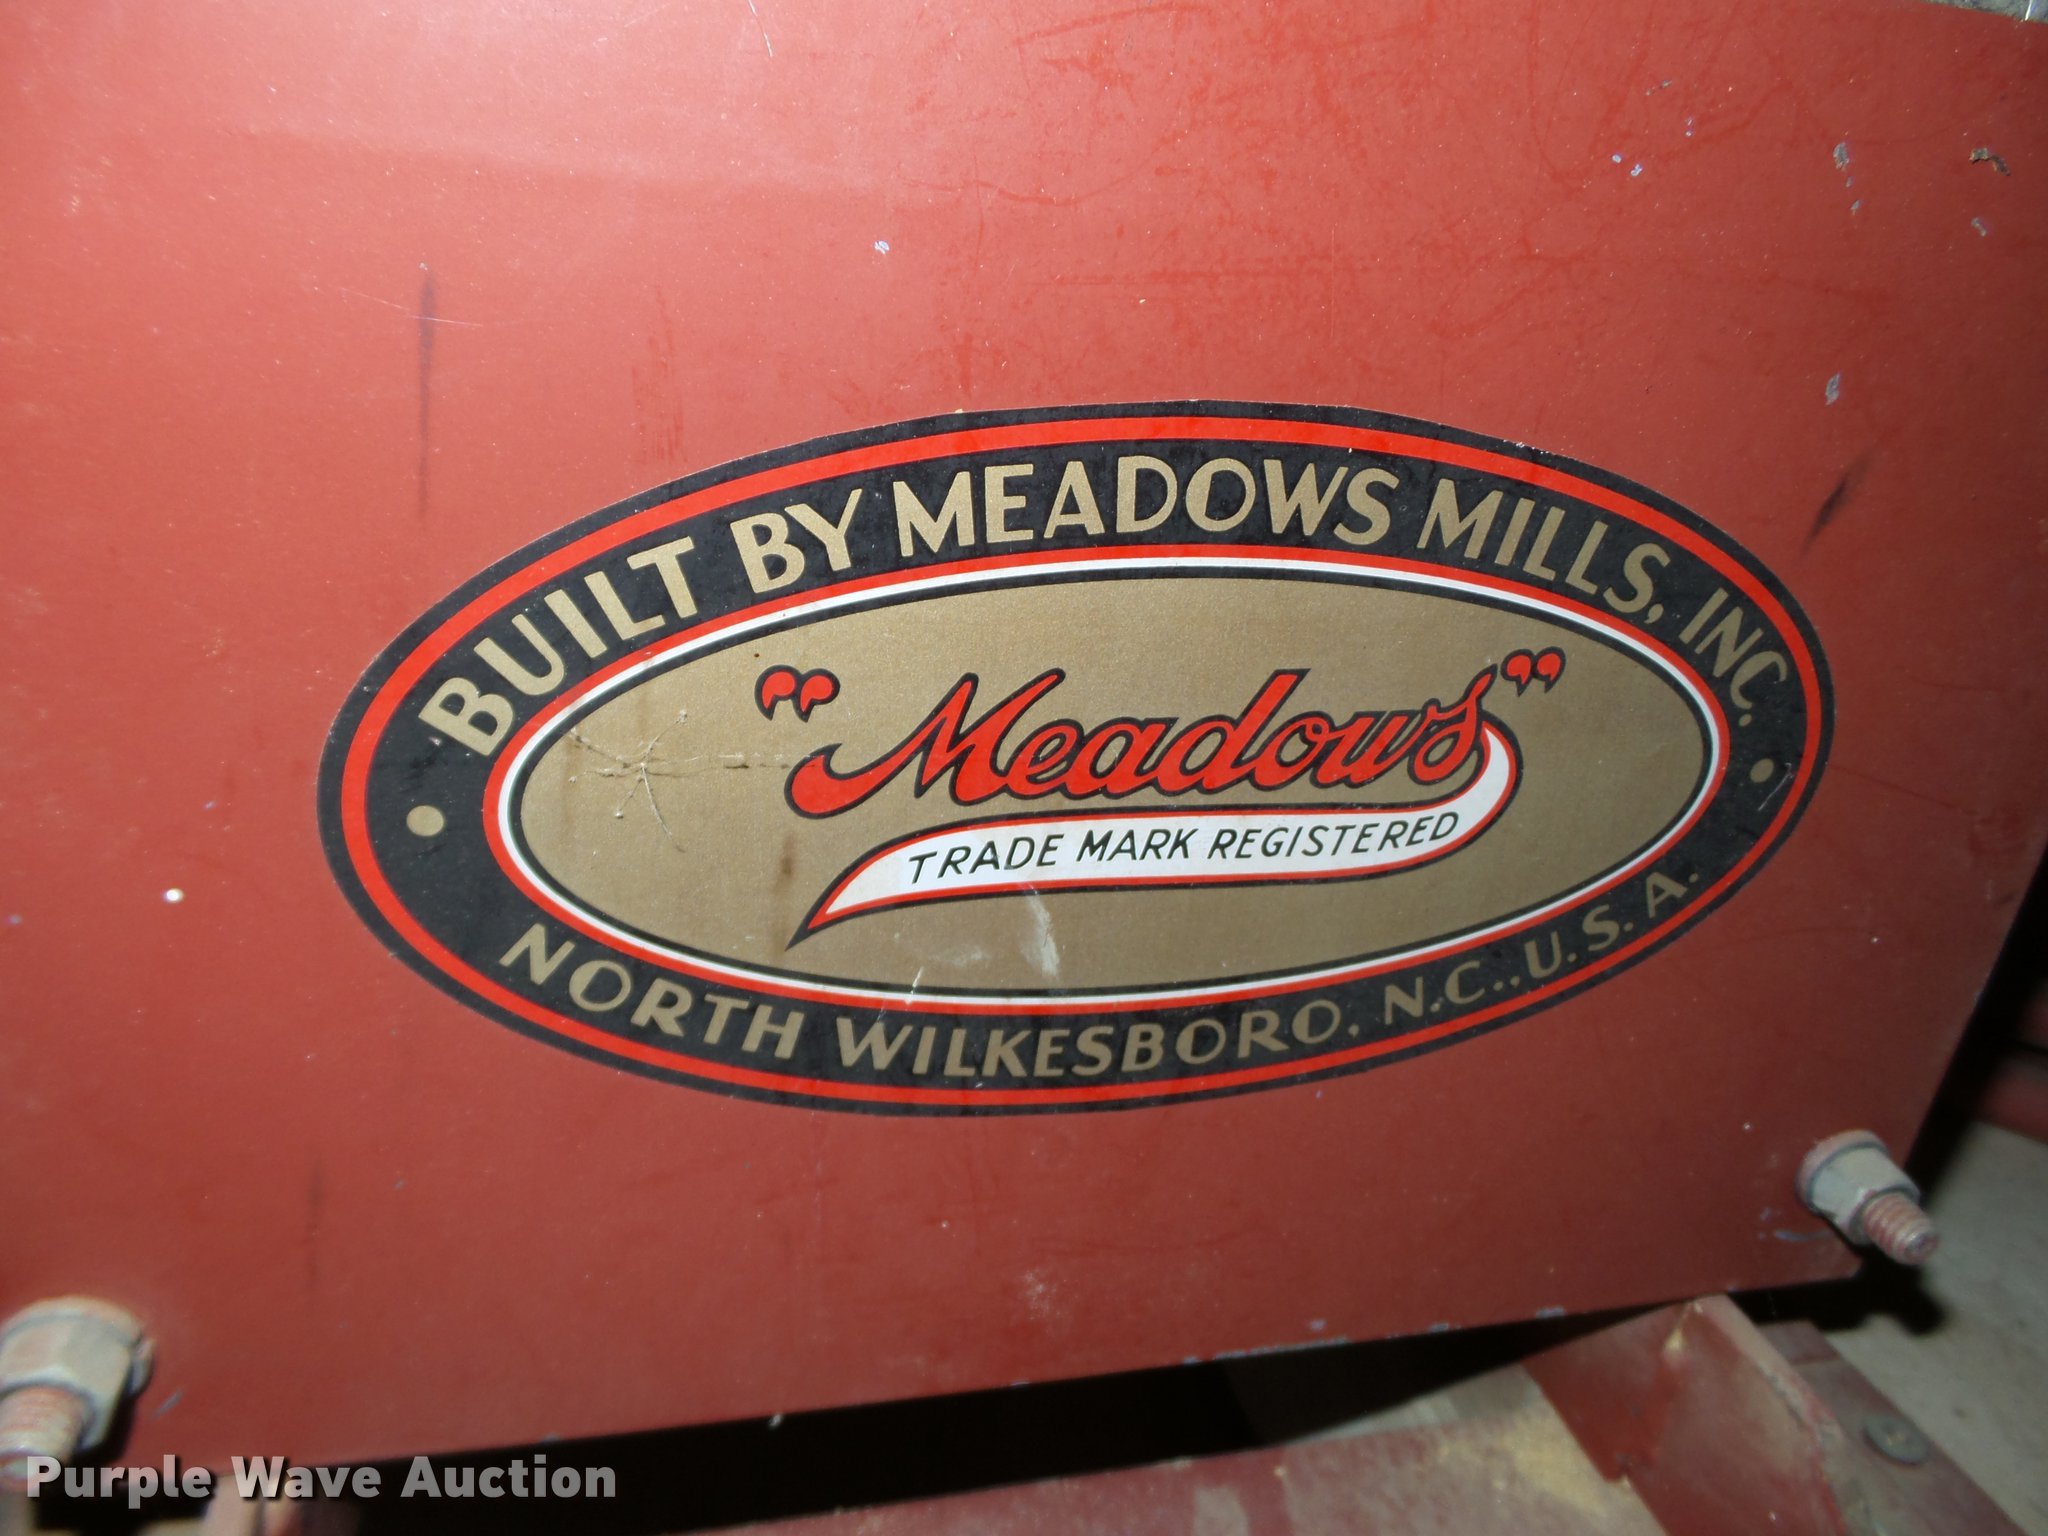 BUILT BY MEADOWS MILLS, INC.
"Meadows"
TRADE MARK REGISTERED
• NORTH WILKESBORO, N.C., U.S.A. •
Purple Wave Auction